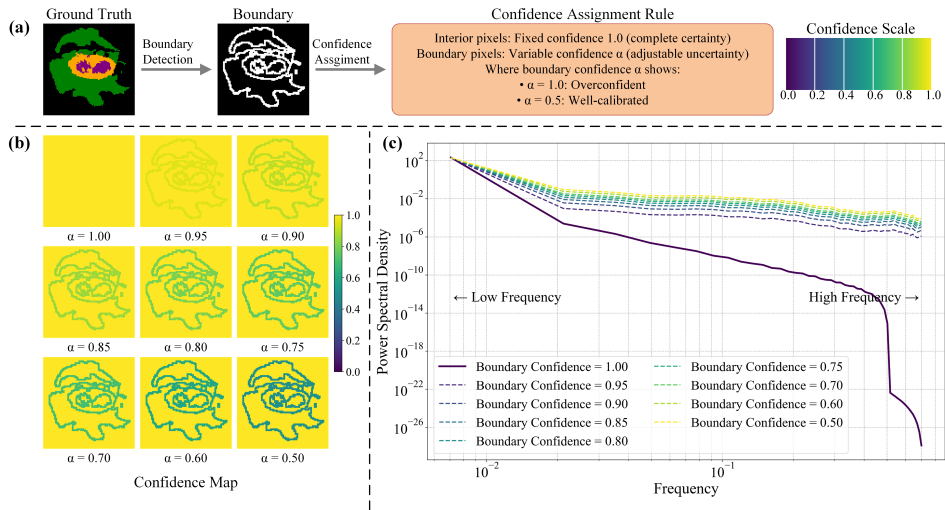 (a)
Ground Truth
Boundary
Detection
Boundary
Confidence
Assigment
Confidence Assignment Rule
Interior pixels: Fixed confidence 1.0 (complete certainty)
Boundary pixels: Variable confidence α (adjustable uncertainty)
Where boundary confidence α shows:
• α = 1.0: Overconfident
• α = 0.5: Well-calibrated
Confidence Scale
0.0 0.2 0.4 0.6 0.8 1.0
(b)
α = 1.00 α = 0.95 α = 0.90
α = 0.85 α = 0.80 α = 0.75
α = 0.70 α = 0.60 α = 0.50
1.0
0.8
0.6
0.4
0.2
0.0
Confidence Map
(c)
Power Spectral Density
10²
10⁻²
10⁻⁶
10⁻¹⁰
10⁻¹⁴
10⁻¹⁸
10⁻²²
10⁻²⁶
← Low Frequency
High Frequency →
Boundary Confidence = 1.00
Boundary Confidence = 0.95
Boundary Confidence = 0.90
Boundary Confidence = 0.85
Boundary Confidence = 0.80
Boundary Confidence = 0.75
Boundary Confidence = 0.70
Boundary Confidence = 0.60
Boundary Confidence = 0.50
10⁻² 10⁻¹
Frequency